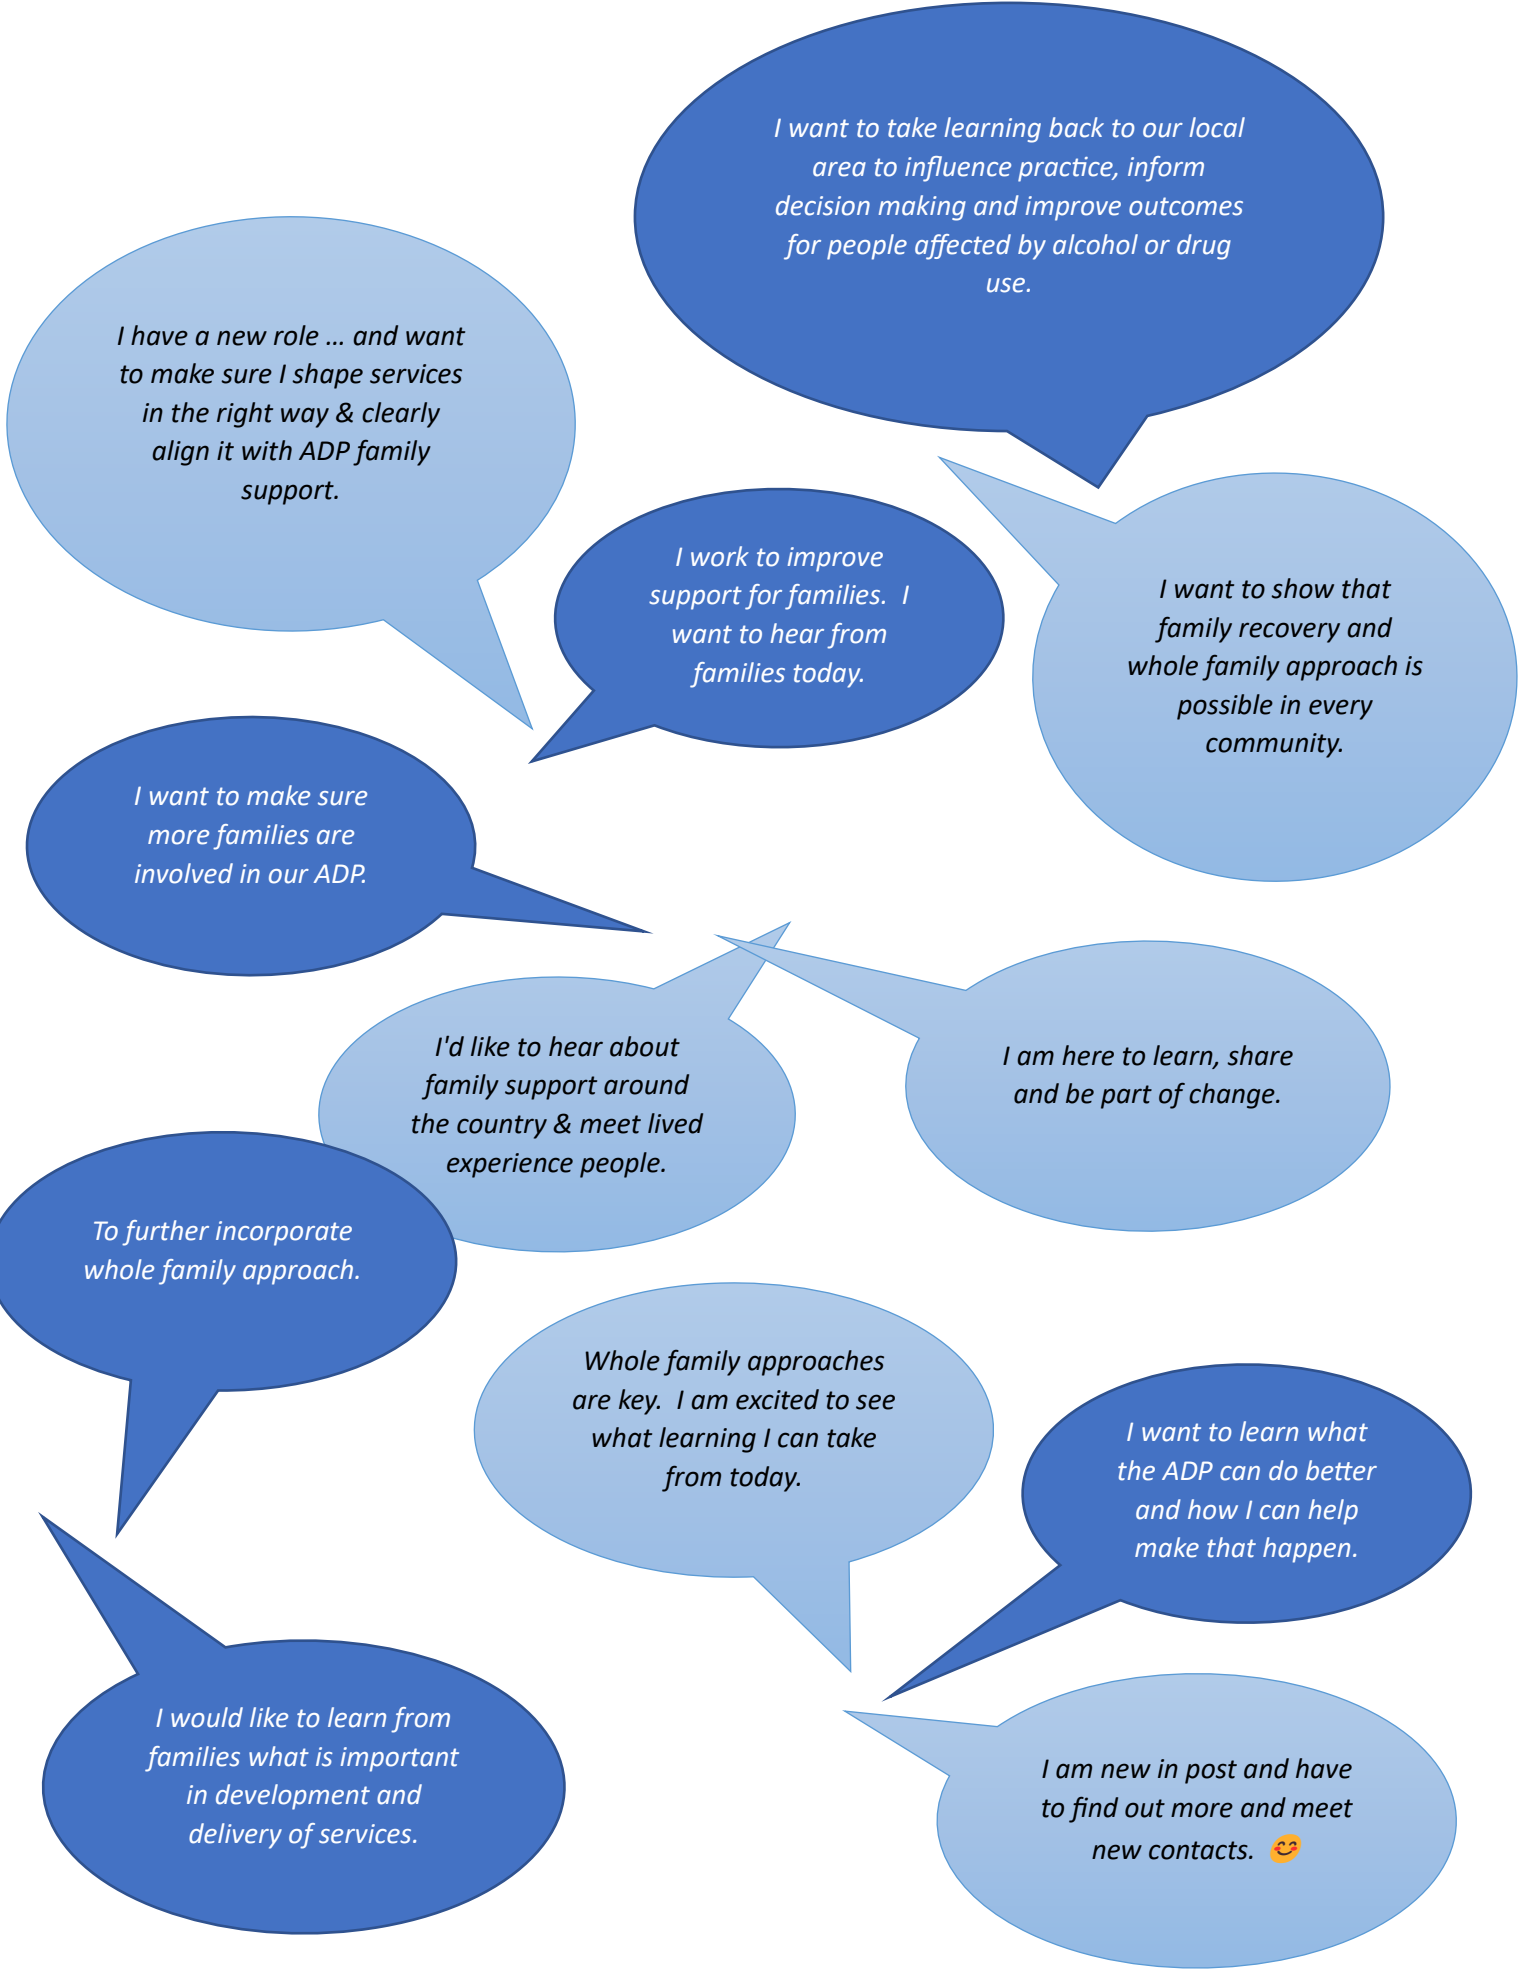 I want to take learning back to our local
area to influence practice, inform
decision making and improve outcomes
for people affected by alcohol or drug
use.
I have a new role ... and want
to make sure I shape services
in the right way & clearly
align it with ADP family
support.
I work to improve
support for families.  I
want to hear from
families today.
I want to show that
family recovery and
whole family approach is
possible in every
community.
I want to make sure
more families are
involved in our ADP.
I'd like to hear about
family support around
the country & meet lived
experience people.
I am here to learn, share
and be part of change.
To further incorporate
whole family approach.
Whole family approaches
are key.  I am excited to see
what learning I can take
from today.
I want to learn what
the ADP can do better
and how I can help
make that happen.
I would like to learn from
families what is important
in development and
delivery of services.
I am new in post and have
to find out more and meet
new contacts. 😊